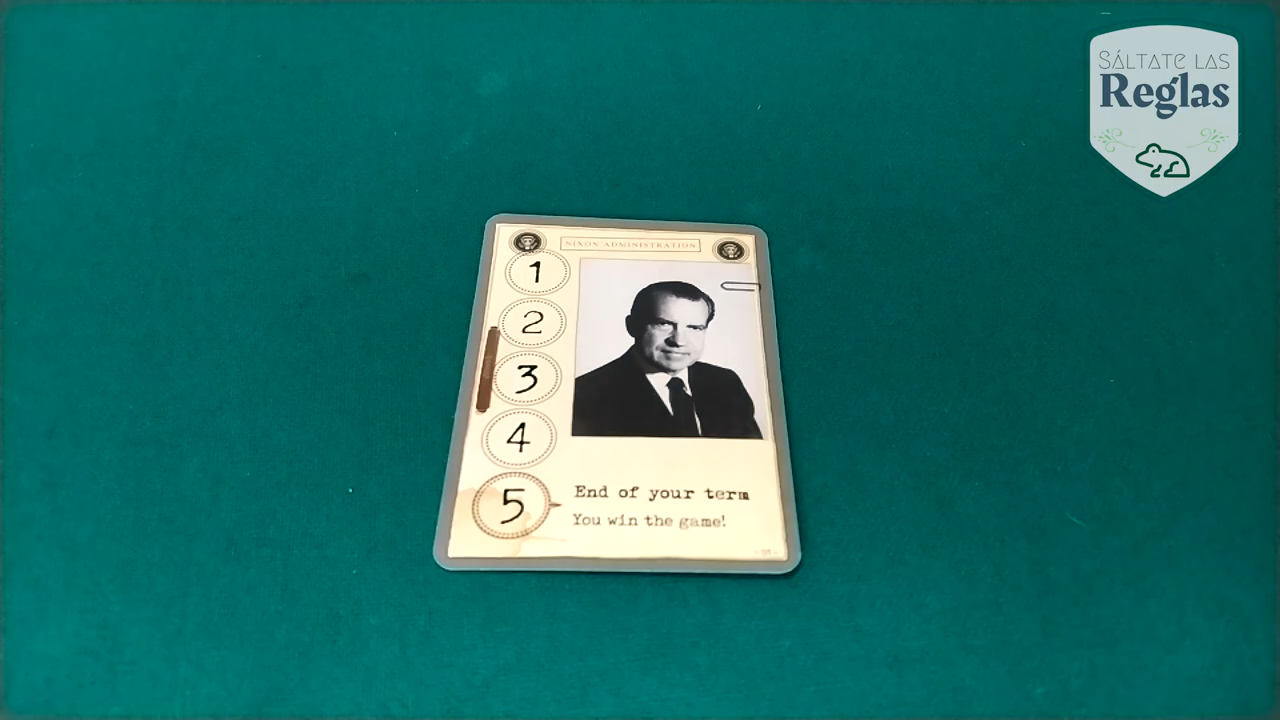 SÁLTATE LAS
Reglas
NIXON ADMINISTRATION
1
2
3
4
5
End of your term
You win the game!